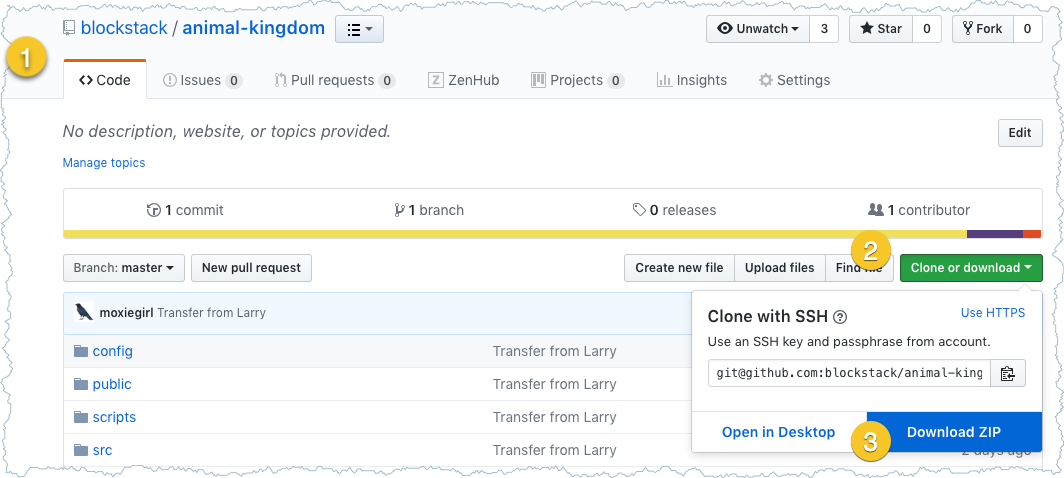 blockstack / animal-kingdom
Unwatch 3 Star 0 Fork 0
1
Code Issues 0 Pull requests 0 ZenHub Projects 0 Insights Settings
No description, website, or topics provided.
Edit
Manage topics
1 commit 1 branch 0 releases 1 contributor
2
Branch: master New pull request Create new file Upload files Find file Clone or download
moxiegirl Transfer from Larry
Clone with SSH Use HTTPS
Use an SSH key and passphrase from account.
config Transfer from Larry
git@github.com:blockstack/animal-king
public Transfer from Larry
scripts Transfer from Larry
Open in Desktop 3 Download ZIP
src Transfer from Larry 2 days ago